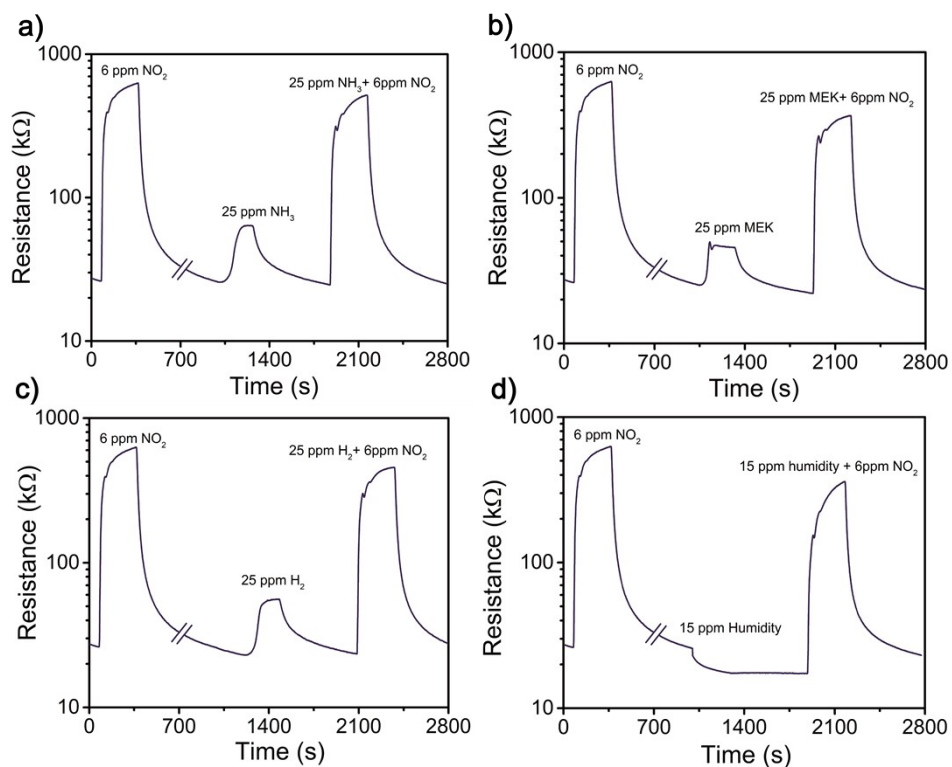 a)
1000
100
10
Resistance (kΩ)
6 ppm NO₂
25 ppm NH₃
25 ppm NH₃+ 6ppm NO₂
0 700 1400 2100 2800
Time (s)
b)
1000
100
10
Resistance (kΩ)
6 ppm NO₂
25 ppm MEK
25 ppm MEK+ 6ppm NO₂
0 700 1400 2100 2800
Time (s)
c)
1000
100
10
Resistance (kΩ)
6 ppm NO₂
25 ppm H₂
25 ppm H₂+ 6ppm NO₂
0 700 1400 2100 2800
Time (s)
d)
1000
100
10
Resistance (kΩ)
6 ppm NO₂
15 ppm Humidity
15 ppm humidity + 6ppm NO₂
0 700 1400 2100 2800
Time (s)